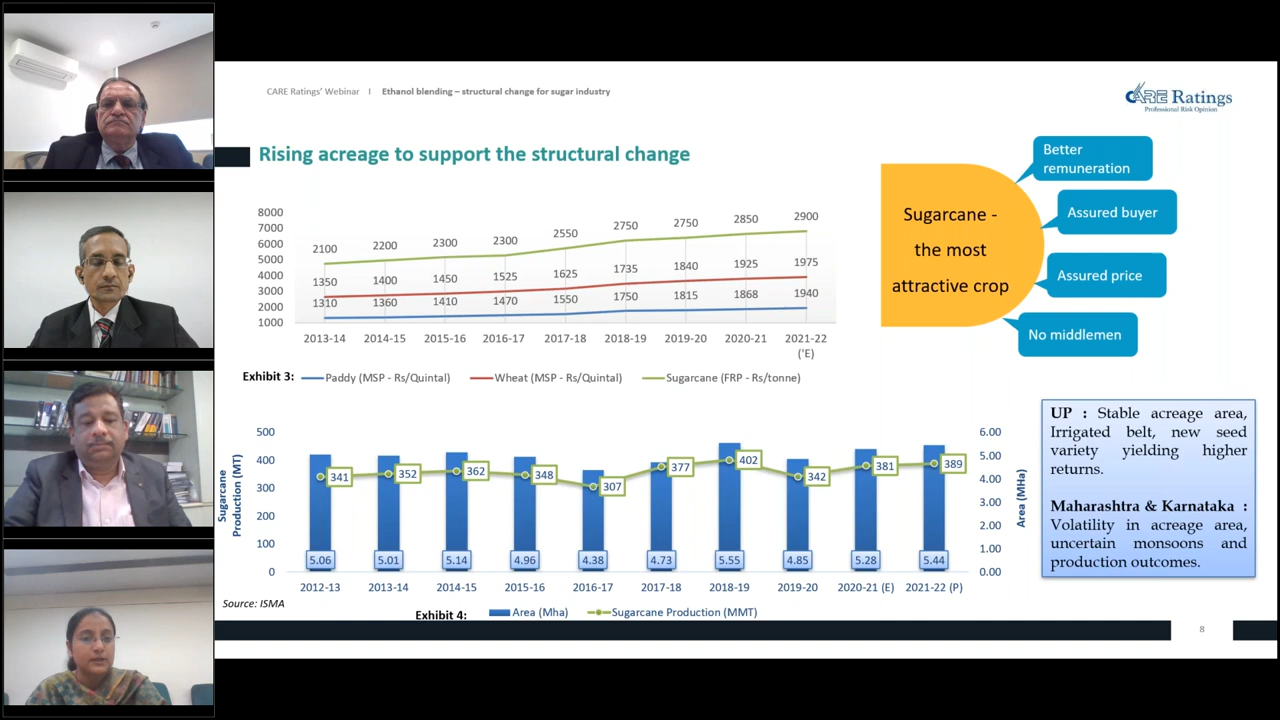 CARE Ratings' Webinar I Ethanol blending – structural change for sugar industry
CARE Ratings
Professional Risk Opinion
Rising acreage to support the structural change
8000
7000
6000
5000
4000
3000
2000
1000
2100 2200 2300 2300 2550 2750 2750 2850 2900
1350 1400 1450 1525 1625 1735 1840 1925 1975
1310 1360 1410 1470 1550 1750 1815 1868 1940
2013-14 2014-15 2015-16 2016-17 2017-18 2018-19 2019-20 2020-21 2021-22
('E)
Exhibit 3: Paddy (MSP - Rs/Quintal) Wheat (MSP - Rs/Quintal) Sugarcane (FRP - Rs/tonne)
Sugarcane -
the most
attractive crop
Better
remuneration
Assured buyer
Assured price
No middlemen
Sugarcane
Production (MT)
500
400
300
200
100
0
341 352 362 348 307 377 402 342 381 389
5.06 5.01 5.14 4.96 4.38 4.73 5.55 4.85 5.28 5.44
6.00
5.00
4.00
3.00
2.00
1.00
0.00
Area (MHa)
2012-13 2013-14 2014-15 2015-16 2016-17 2017-18 2018-19 2019-20 2020-21 (E) 2021-22 (P)
Source: ISMA
Exhibit 4: Area (Mha) Sugarcane Production (MMT)
UP : Stable acreage area,
Irrigated belt, new seed
variety yielding higher
returns.
Maharashtra & Karnataka :
Volatility in acreage area,
uncertain monsoons and
production outcomes.
8